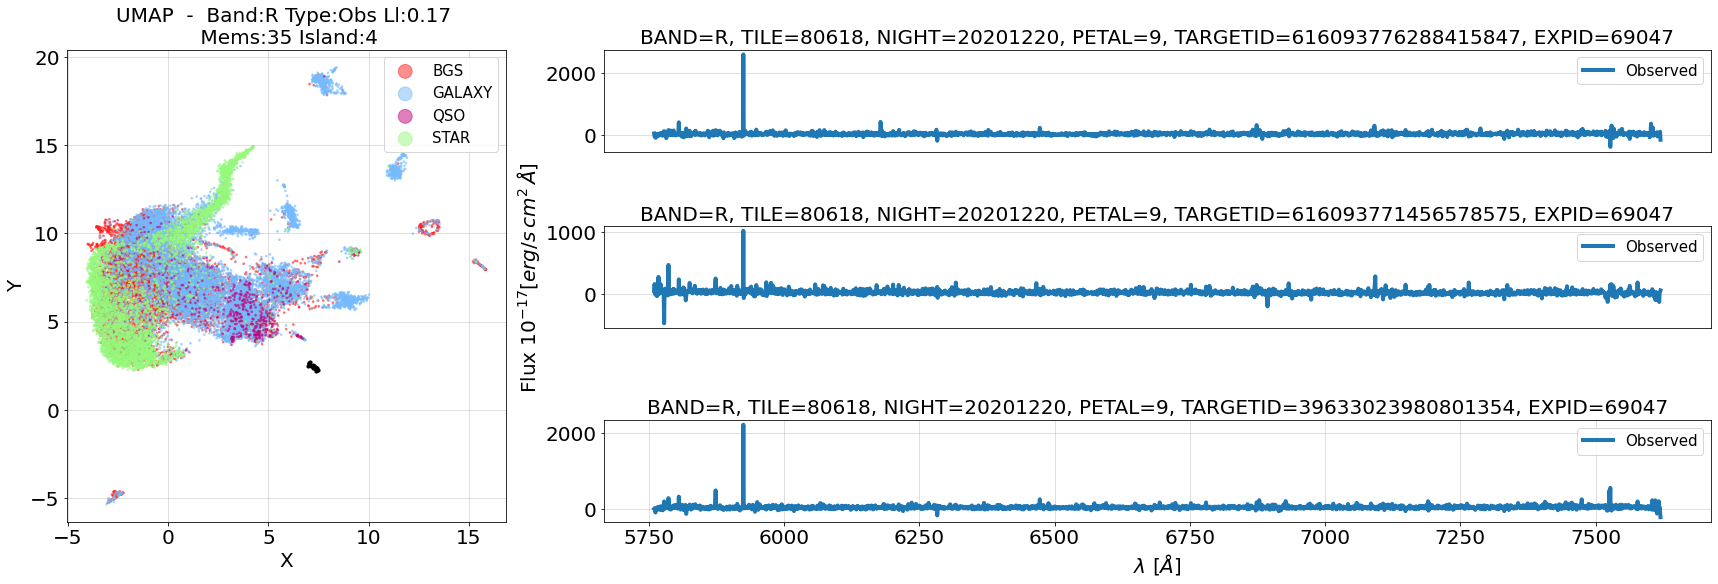 UMAP - Band:R Type:Obs Ll:0.17
Mems:35 Island:4
20
15
10
5
0
−5
Y
−5 0 5 10 15
X
BGS
GALAXY
QSO
STAR
Flux 10⁻¹⁷[erg/s cm² Å]
BAND=R, TILE=80618, NIGHT=20201220, PETAL=9, TARGETID=616093776288415847, EXPID=69047
2000
0
Observed
BAND=R, TILE=80618, NIGHT=20201220, PETAL=9, TARGETID=616093771456578575, EXPID=69047
1000
0
Observed
BAND=R, TILE=80618, NIGHT=20201220, PETAL=9, TARGETID=39633023980801354, EXPID=69047
2000
0
Observed
5750 6000 6250 6500 6750 7000 7250 7500
λ [Å]